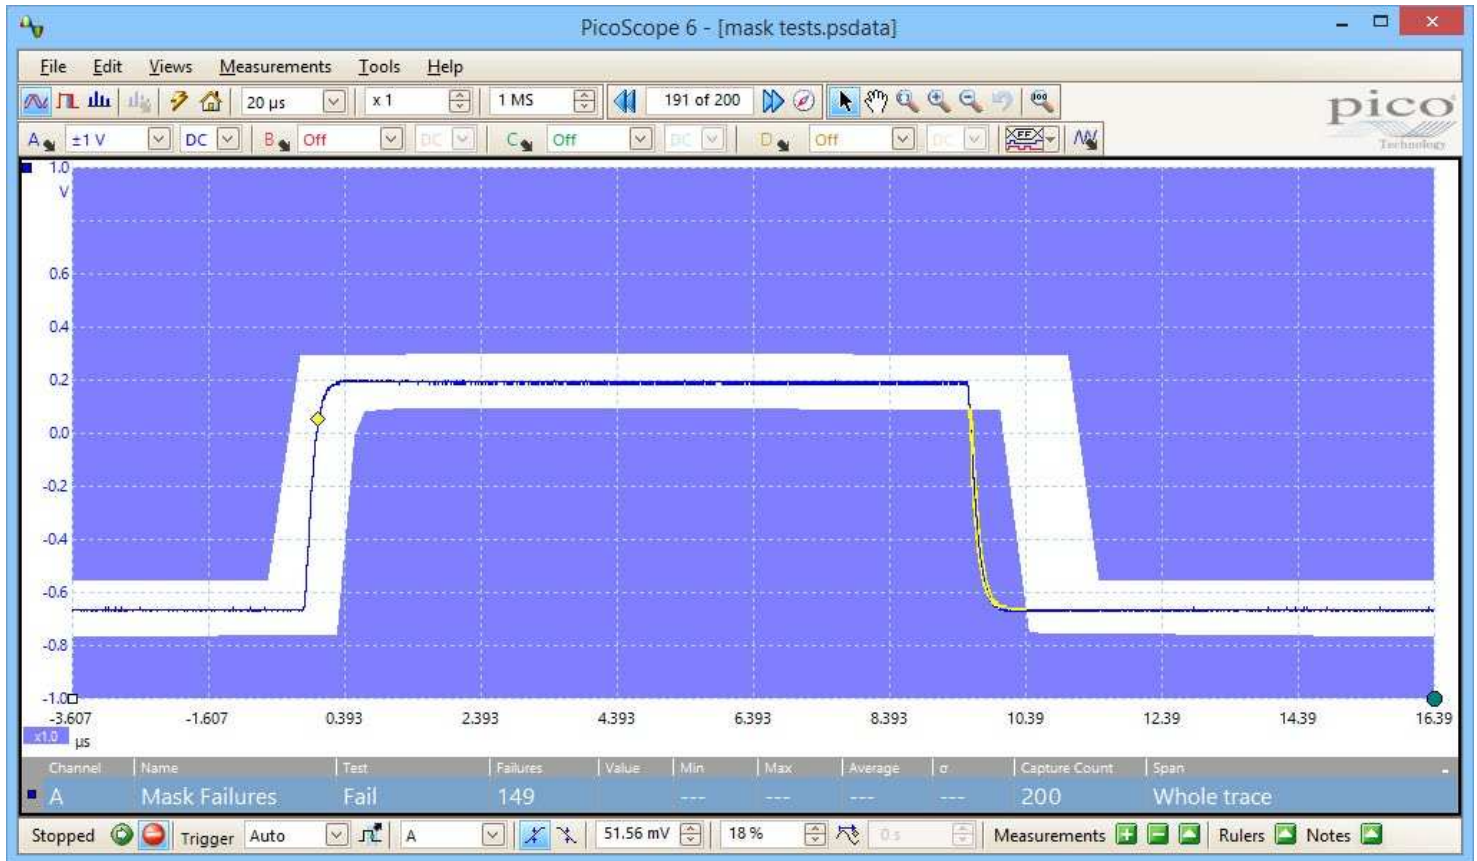 PicoScope 6 - [mask tests.psdata]
File Edit Views Measurements Tools Help
20 µs x 1 1 MS 191 of 200
pico
Technology
A ±1 V DC B Off DC C Off DC D Off DC
1.0
V
0.6
0.4
0.2
0.0
-0.2
-0.4
-0.6
-0.8
-1.0
-3.607 -1.607 0.393 2.393 4.393 6.393 8.393 10.39 12.39 14.39 16.39
x1.0 µs
Channel Name Test Failures Value Min Max Average σ Capture Count Span
A Mask Failures Fail 149 --- --- --- --- 200 Whole trace
Stopped Trigger Auto A 51.56 mV 18 % 0 s Measurements Rulers Notes